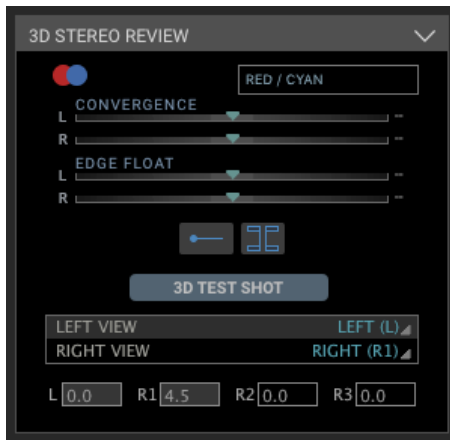 3D STEREO REVIEW
RED / CYAN
CONVERGENCE
L --
R --
EDGE FLOAT
L --
R --
3D TEST SHOT
LEFT VIEW LEFT (L)
RIGHT VIEW RIGHT (R1)
L 0.0 R1 4.5 R2 0.0 R3 0.0